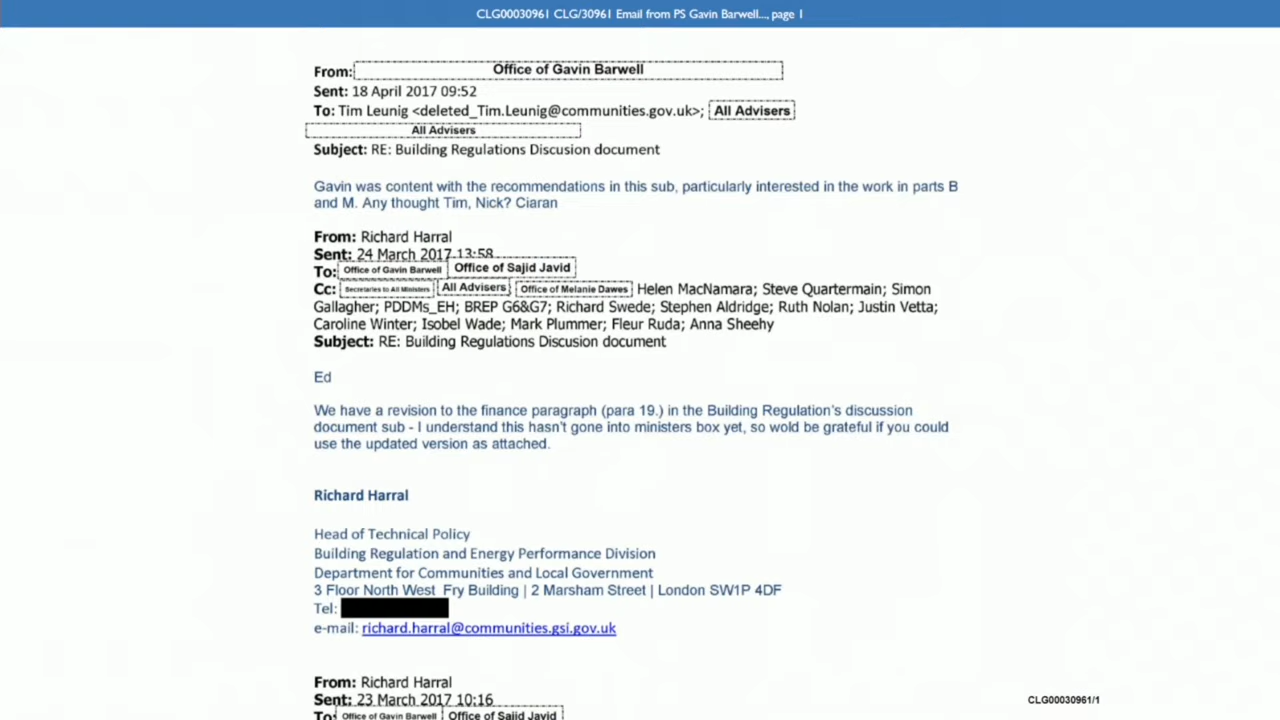 CLG00030961 CLG/30961 Email from PS Gavin Barwell..., page 1
From: Office of Gavin Barwell
Sent: 18 April 2017 09:52
To: Tim Leunig <deleted_Tim.Leunig@communities.gov.uk>; All Advisers
All Advisers
Subject: RE: Building Regulations Discusion document
Gavin was content with the recommendations in this sub, particularly interested in the work in parts B
and M. Any thought Tim, Nick? Ciaran
From: Richard Harral
Sent: 24 March 2017 13:58
To: Office of Gavin Barwell Office of Sajid Javid
Cc: Secretaries to All Ministers All Advisers; Office of Melanie Dawes; Helen MacNamara; Steve Quartermain; Simon
Gallagher; PDDMs_EH; BREP G6&G7; Richard Swede; Stephen Aldridge; Ruth Nolan; Justin Vetta;
Caroline Winter; Isobel Wade; Mark Plummer; Fleur Ruda; Anna Sheehy
Subject: RE: Building Regulations Discusion document
Ed
We have a revision to the finance paragraph (para 19.) in the Building Regulation's discussion
document sub - I understand this hasn't gone into ministers box yet, so wold be grateful if you could
use the updated version as attached.
Richard Harral
Head of Technical Policy
Building Regulation and Energy Performance Division
Department for Communities and Local Government
3 Floor North West Fry Building | 2 Marsham Street | London SW1P 4DF
Tel:
e-mail: richard.harral@communities.gsi.gov.uk
From: Richard Harral
Sent: 23 March 2017 10:16
To: Office of Gavin Barwell Office of Sajid Javid
CLG00030961/1